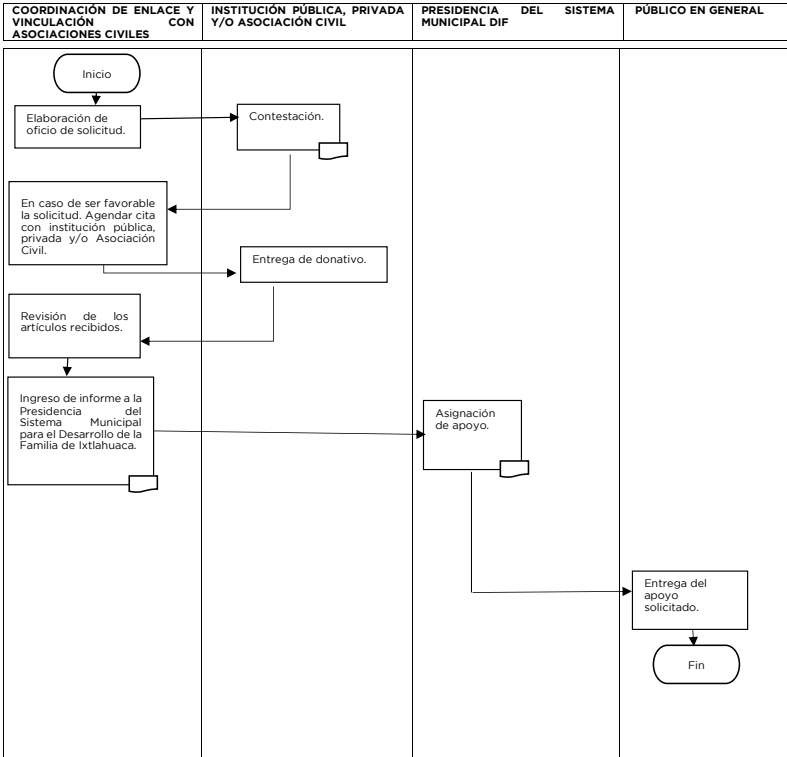 COORDINACIÓN DE ENLACE Y
VINCULACIÓN CON
ASOCIACIONES CIVILES
INSTITUCIÓN PÚBLICA, PRIVADA
Y/O ASOCIACIÓN CIVIL
PRESIDENCIA DEL SISTEMA
MUNICIPAL DIF
PÚBLICO EN GENERAL
Inicio
Elaboración de
oficio de solicitud.
Contestación.
En caso de ser favorable
la solicitud. Agendar cita
con institución pública,
privada y/o Asociación
Civil.
Entrega de donativo.
Revisión de los
artículos recibidos.
Ingreso de informe a la
Presidencia del
Sistema Municipal
para el Desarrollo de la
Familia de Ixtlahuaca.
Asignación
de apoyo.
Entrega del
apoyo
solicitado.
Fin